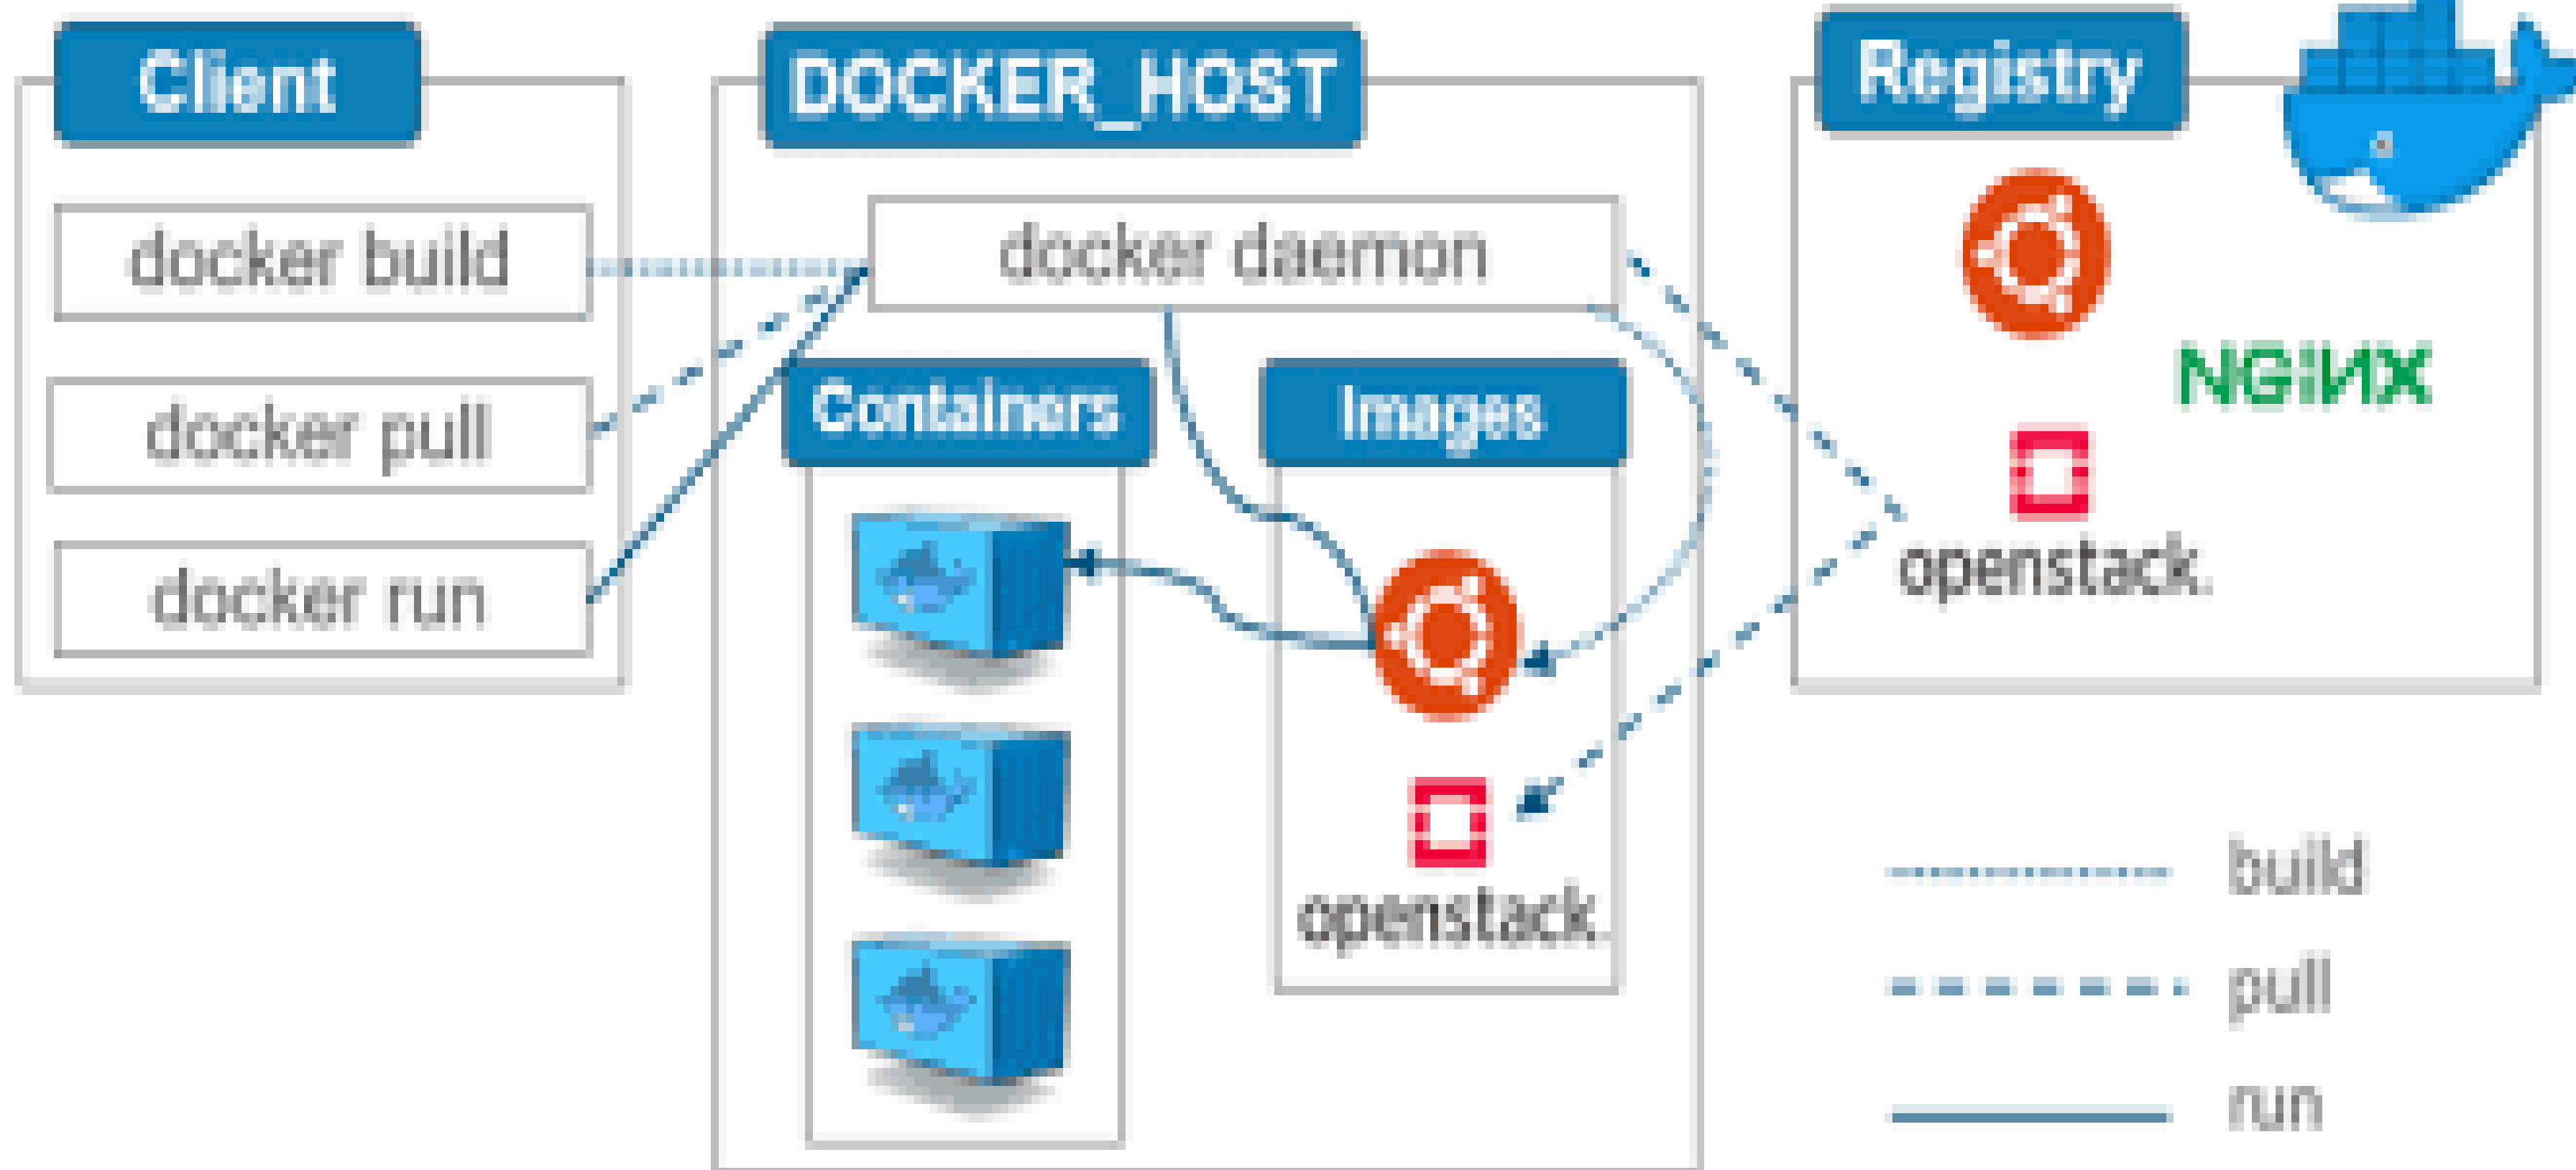 Client
docker build
docker pull
docker run
DOCKER_HOST
docker daemon
Containers
Images
openstack.
Registry
NGiNX
openstack.
build
pull
run